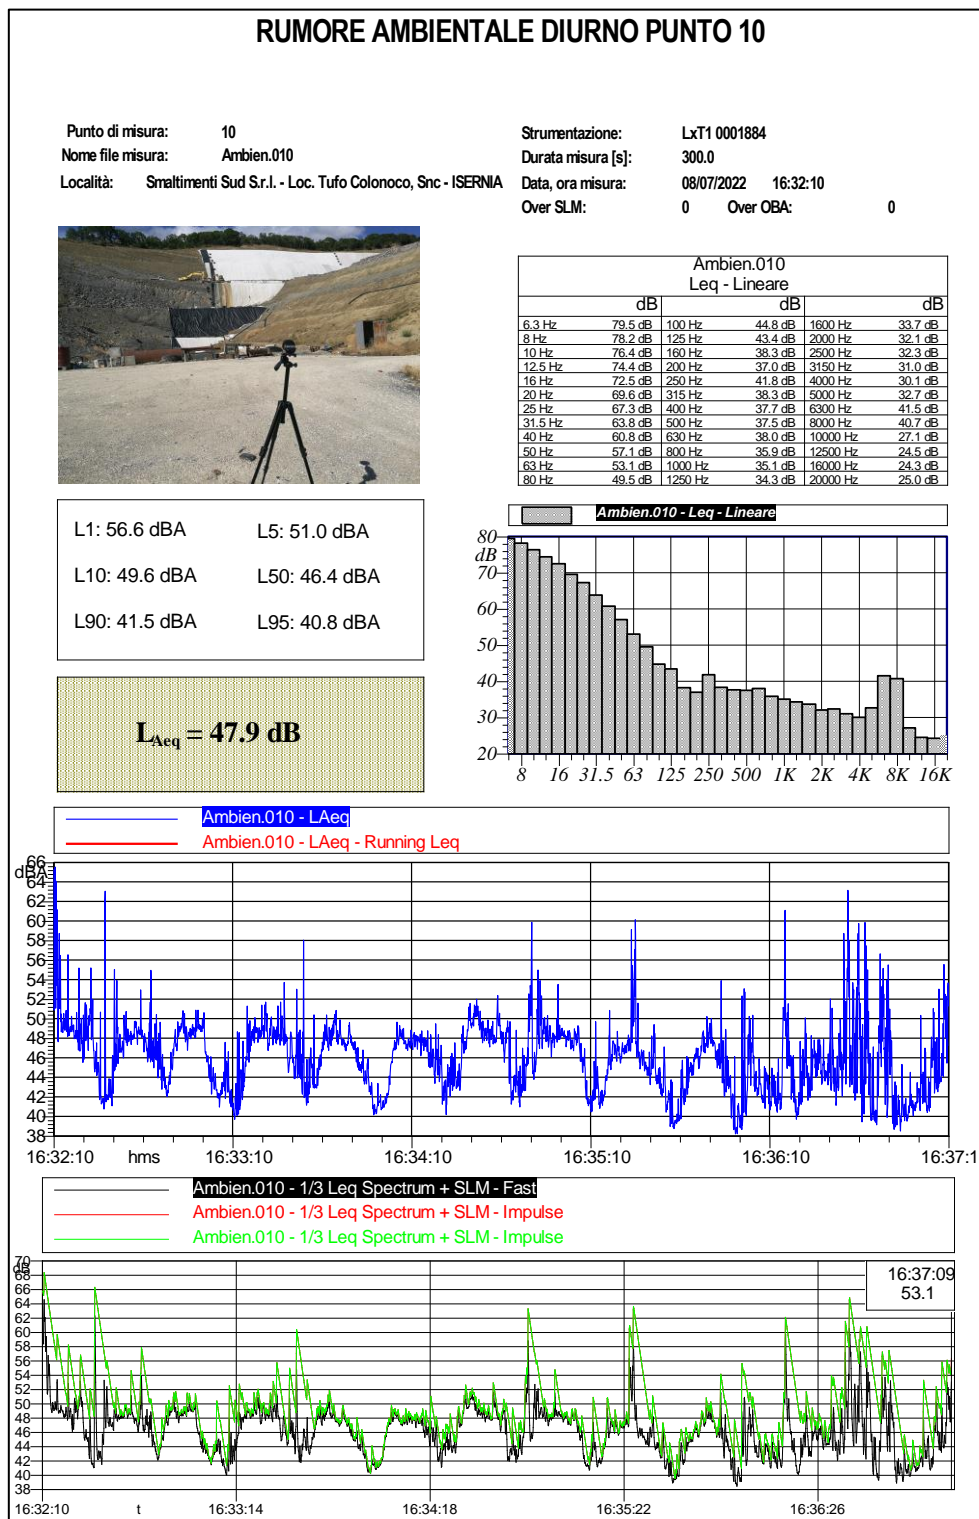 RUMORE AMBIENTALE DIURNO PUNTO 10
Punto di misura: 10
Nome file misura: Ambien.010
Località: Smaltimenti Sud S.r.l. - Loc. Tufo Colonoco, Snc - ISERNIA
Strumentazione: LxT1 0001884
Durata misura [s]: 300.0
Data, ora misura: 08/07/2022 16:32:10
Over SLM: 0 Over OBA: 0
Ambien.010
Leq - Lineare
dB dB dB
6.3 Hz 79.5 dB 100 Hz 44.8 dB 1600 Hz 33.7 dB
8 Hz 78.2 dB 125 Hz 43.4 dB 2000 Hz 32.1 dB
10 Hz 76.4 dB 160 Hz 38.3 dB 2500 Hz 32.3 dB
12.5 Hz 74.4 dB 200 Hz 37.0 dB 3150 Hz 31.0 dB
16 Hz 72.5 dB 250 Hz 41.8 dB 4000 Hz 30.1 dB
20 Hz 69.6 dB 315 Hz 38.3 dB 5000 Hz 32.7 dB
25 Hz 67.3 dB 400 Hz 37.7 dB 6300 Hz 41.5 dB
31.5 Hz 63.8 dB 500 Hz 37.5 dB 8000 Hz 40.7 dB
40 Hz 60.8 dB 630 Hz 38.0 dB 10000 Hz 27.1 dB
50 Hz 57.1 dB 800 Hz 35.9 dB 12500 Hz 24.5 dB
63 Hz 53.1 dB 1000 Hz 35.1 dB 16000 Hz 24.3 dB
80 Hz 49.5 dB 1250 Hz 34.3 dB 20000 Hz 25.0 dB
L1: 56.6 dBA L5: 51.0 dBA
L10: 49.6 dBA L50: 46.4 dBA
L90: 41.5 dBA L95: 40.8 dBA
LAeq = 47.9 dB
Ambien.010 - Leq - Lineare
80
dB
70
60
50
40
30
20
8 16 31.5 63 125 250 500 1K 2K 4K 8K 16K
Ambien.010 - LAeq
Ambien.010 - LAeq - Running Leq
66
dBA
64
62
60
58
56
54
52
50
48
46
44
42
40
38
16:32:10 hms 16:33:10 16:34:10 16:35:10 16:36:10 16:37:1
Ambien.010 - 1/3 Leq Spectrum + SLM - Fast
Ambien.010 - 1/3 Leq Spectrum + SLM - Impulse
Ambien.010 - 1/3 Leq Spectrum + SLM - Impulse
70
dB
68
66
64
62
60
58
56
54
52
50
48
46
44
42
40
38
16:37:09
53.1
16:32:10 t 16:33:14 16:34:18 16:35:22 16:36:26